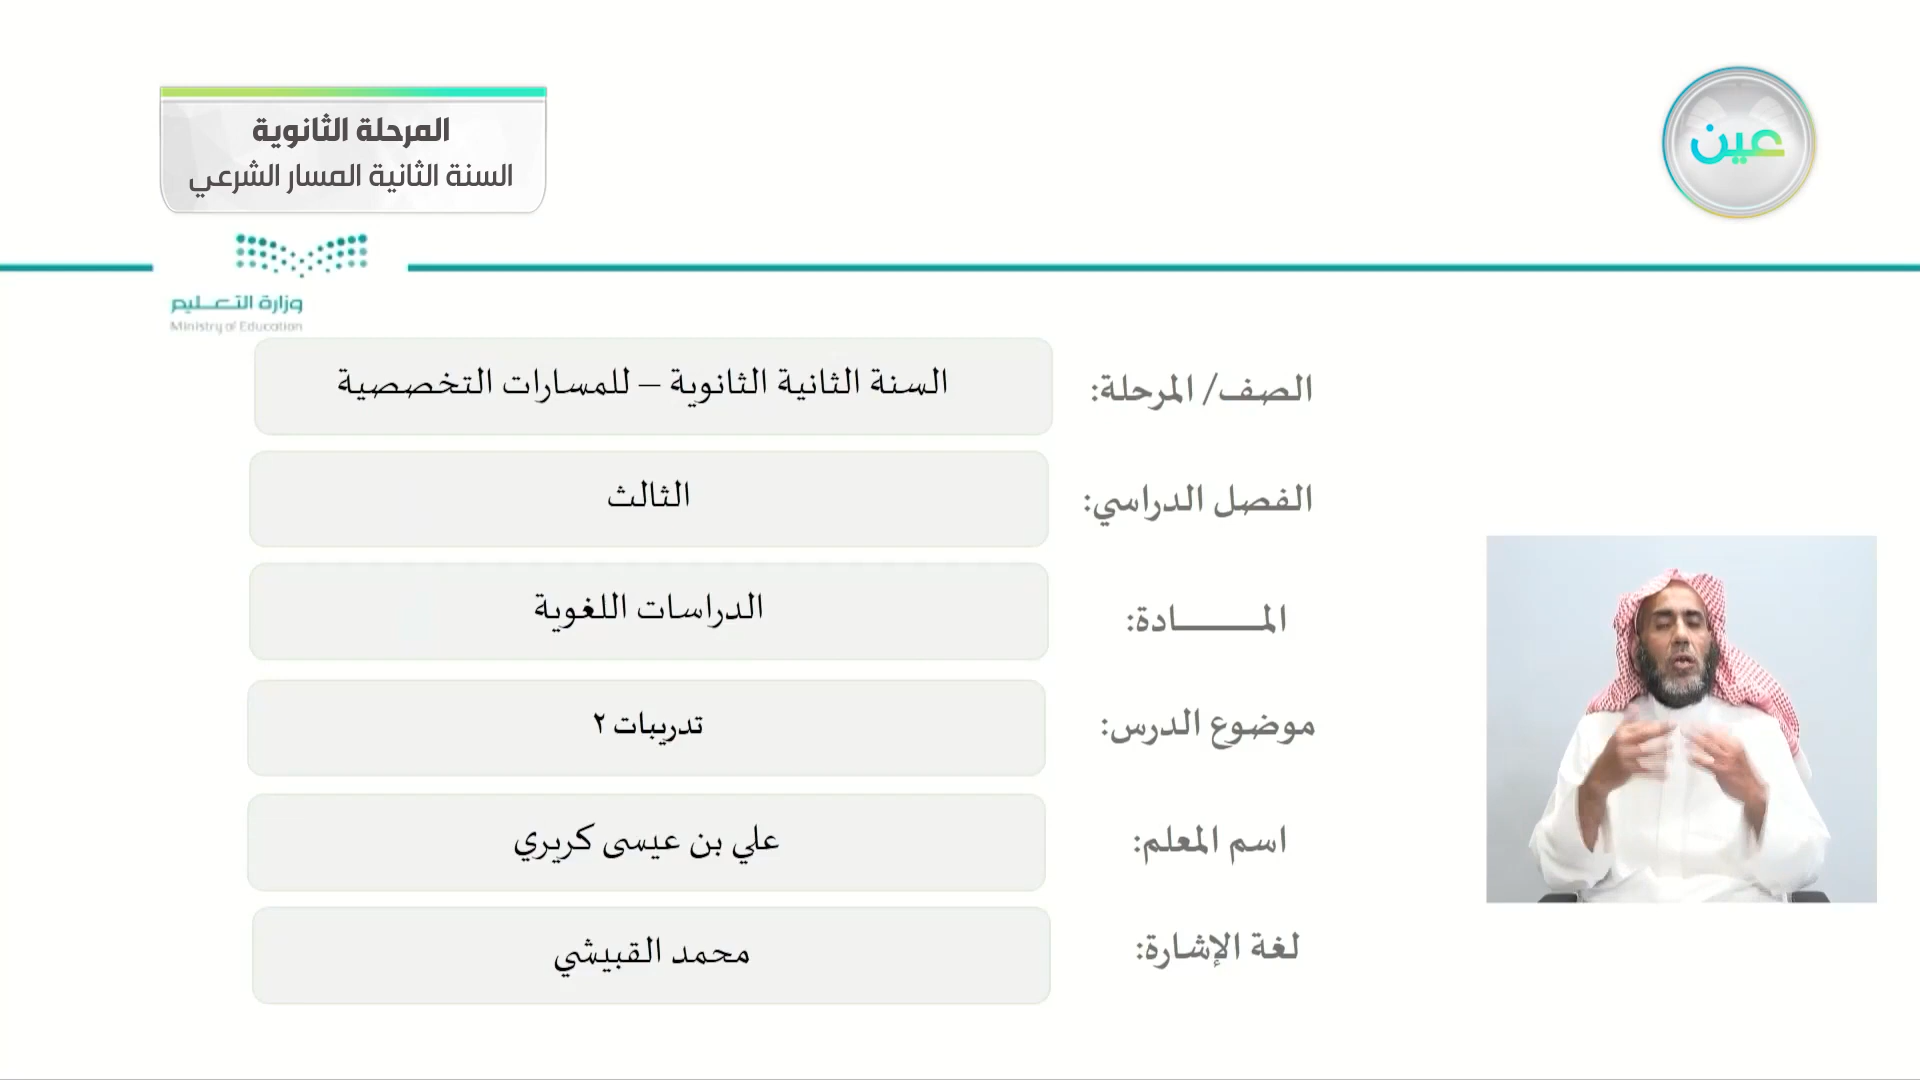 المرحلة الثانوية
السنة الثانية المسار الشرعي
عين
وزارة التعليم
Ministry of Education
الصف/ المرحلة: السنة الثانية الثانوية – للمسارات التخصصية
الفصل الدراسي: الثالث
المـــــــــادة: الدراسات اللغوية
موضوع الدرس: تدريبات ٢
اسم المعلم: علي بن عيسى كريري
لغة الإشارة: محمد القبيشي